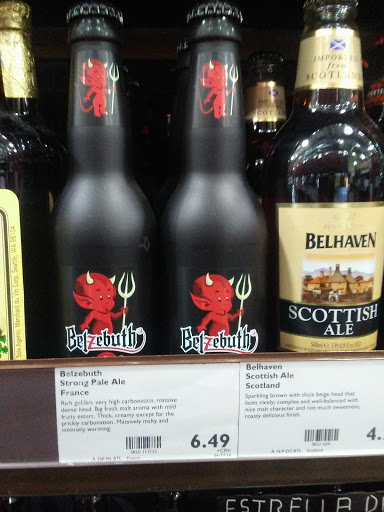 IMPORTED
from
SCOTLAND
BELHAVEN
SCOTTISH
ALE
Belzebuth
Belzebuth
Belzebuth
Strong Pale Ale
France
Rich golden, very high carbonation, massive
dense head. Big fresh malt aroma with mild
fruity esters. Thick, creamy except for the
prickly carbonation. Massively malty and
intensely warming.
6.49
+CRV
Belhaven
Scottish Ale
Scotland
Sparkling brown with thick beige head that
laces nicely; complex and well-balanced with
nice malt character and not much sweetness,
roasty delicious finish.
4.
ESTRELLA D